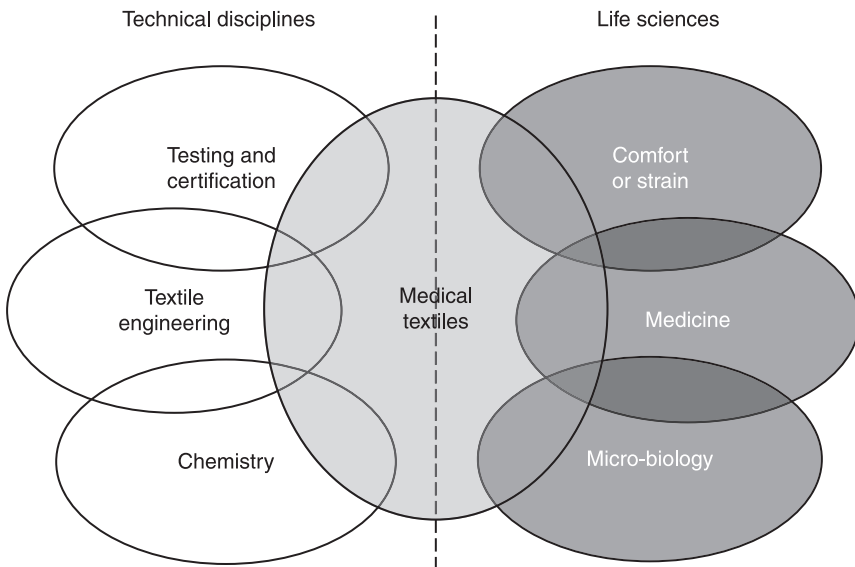 Technical disciplines
Life sciences
Testing and
certification
Comfort
or strain
Textile
engineering
Medical
textiles
Medicine
Chemistry
Micro-biology